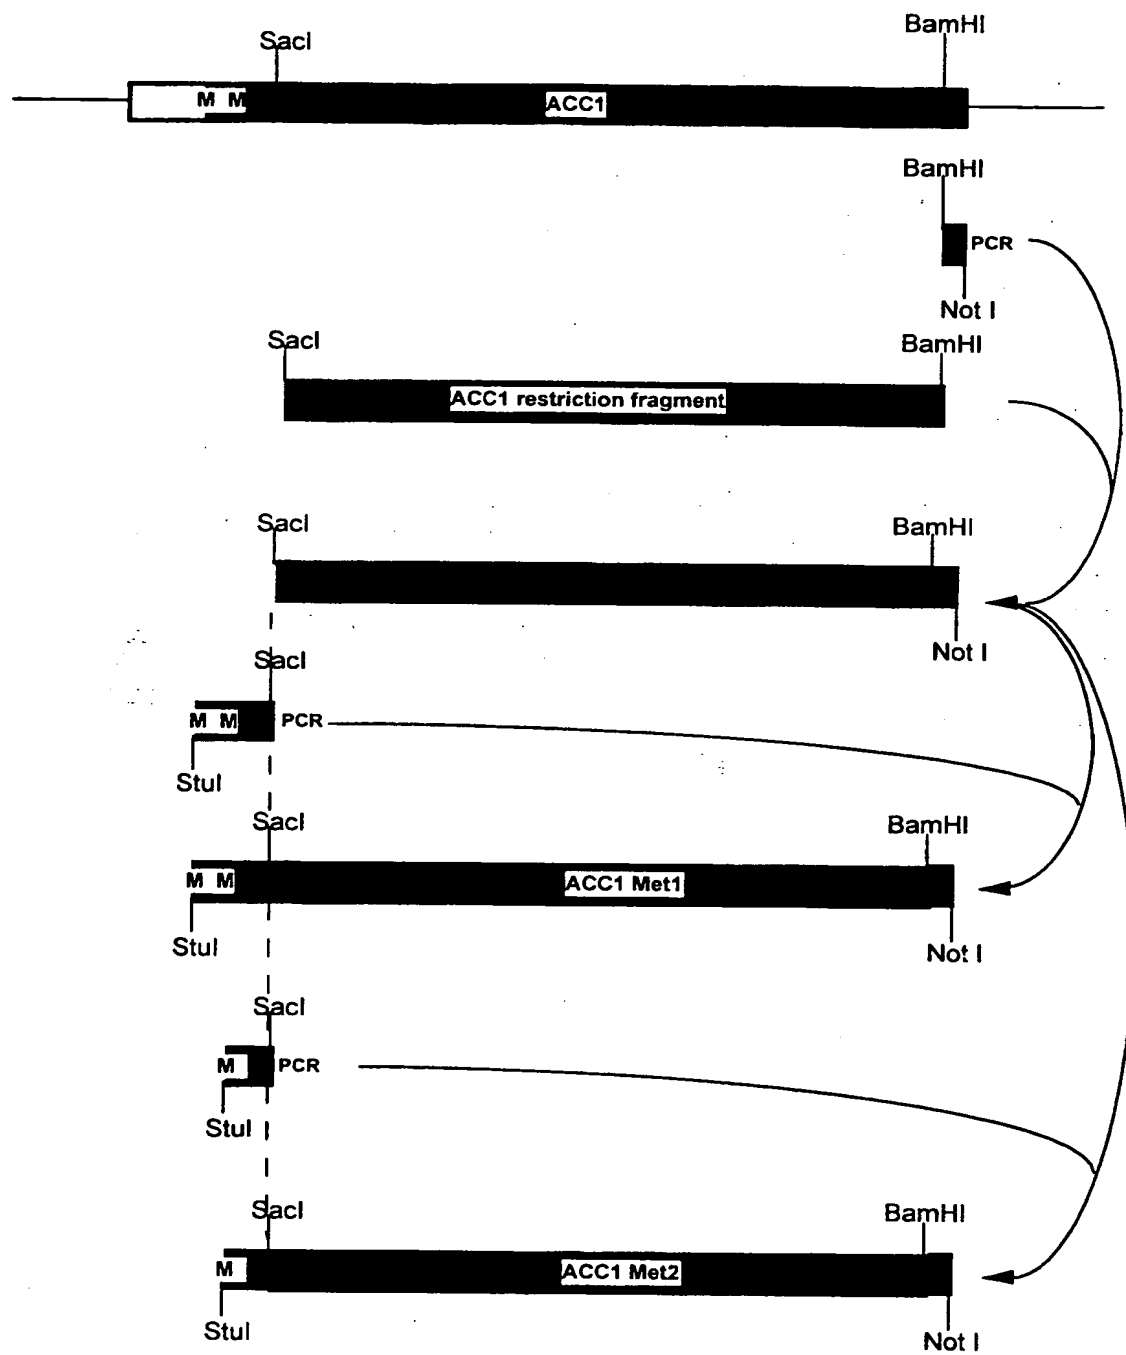 SacI BamHI
M M ACC1
BamHI
PCR
Not I
SacI BamHI
ACC1 restriction fragment
SacI BamHI
Not I
SacI
M M PCR
StuI
SacI BamHI
M M ACC1 Met1
StuI Not I
SacI
M PCR
StuI
SacI BamHI
M ACC1 Met2
StuI Not I